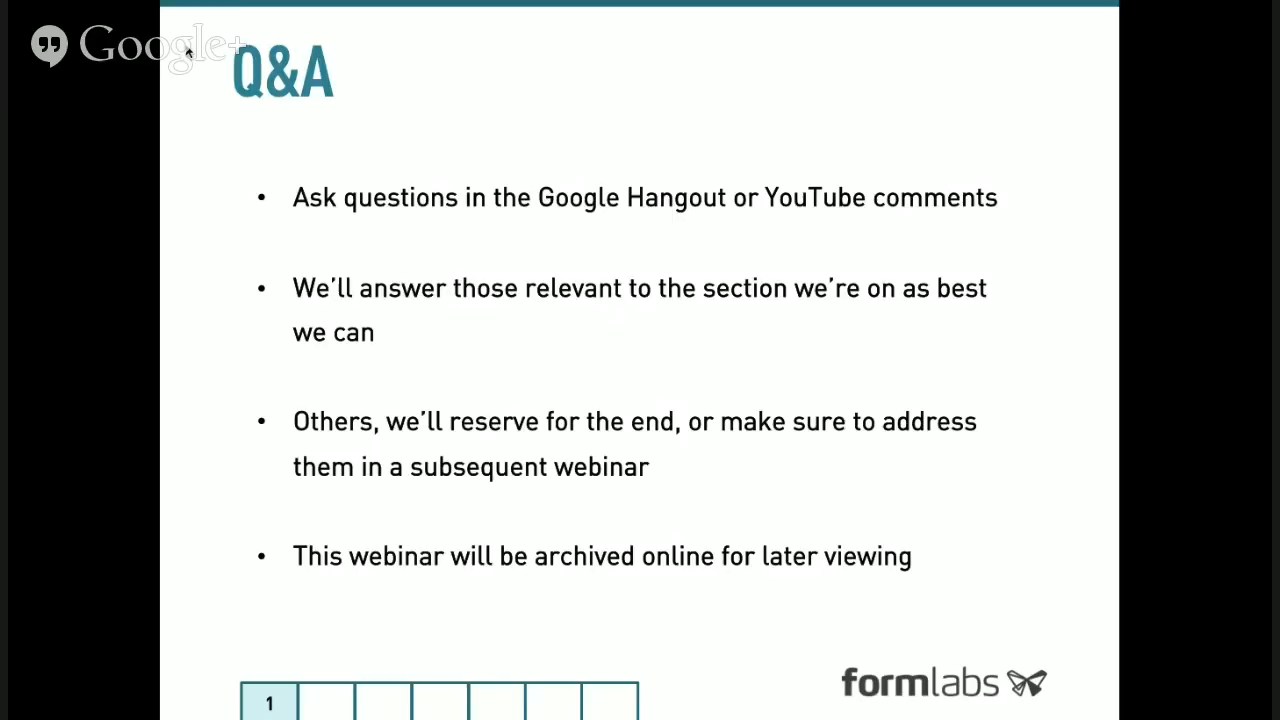 Google+
Q&A
• Ask questions in the Google Hangout or YouTube comments
• We’ll answer those relevant to the section we’re on as best
we can
• Others, we’ll reserve for the end, or make sure to address
them in a subsequent webinar
• This webinar will be archived online for later viewing
formlabs
1